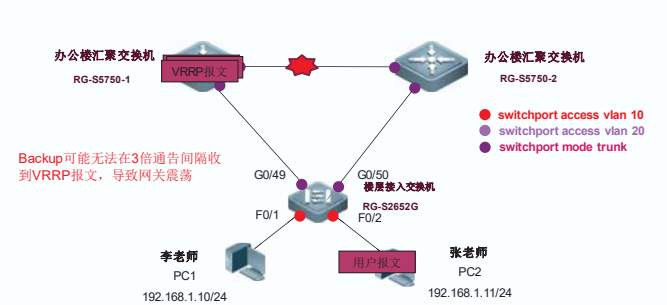 办公楼汇聚交换机
RG-S5750-1
VRRP报文
办公楼汇聚交换机
RG-S5750-2
switchport access vlan 10
switchport access vlan 20
switchport mode trunk
Backup可能无法在3倍通告间隔收
到VRRP报文，导致网关震荡
G0/49
G0/50
楼层接入交换机
RG-S2652G
F0/1
F0/2
李老师
PC1
192.168.1.10/24
用户报文
张老师
PC2
192.168.1.11/24